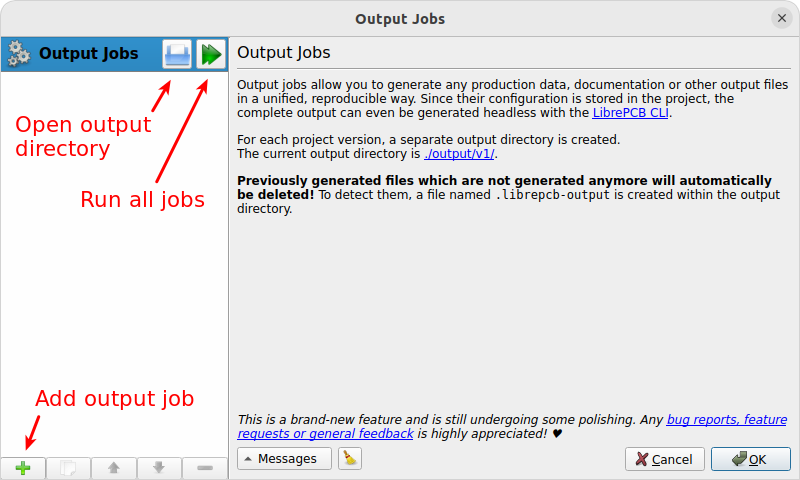 Output Jobs
Output Jobs
Open output
directory
Run all jobs
Add output job
Output Jobs
Output jobs allow you to generate any production data, documentation or other output files
in a unified, reproducible way. Since their configuration is stored in the project, the
complete output can even be generated headless with the LibrePCB CLI.
For each project version, a separate output directory is created.
The current output directory is ./output/v1/.
Previously generated files which are not generated anymore will automatically
be deleted! To detect them, a file named .librepcb-output is created within the output
directory.
This is a brand-new feature and is still undergoing some polishing. Any bug reports, feature
requests or general feedback is highly appreciated! ♥
Messages
Cancel
OK